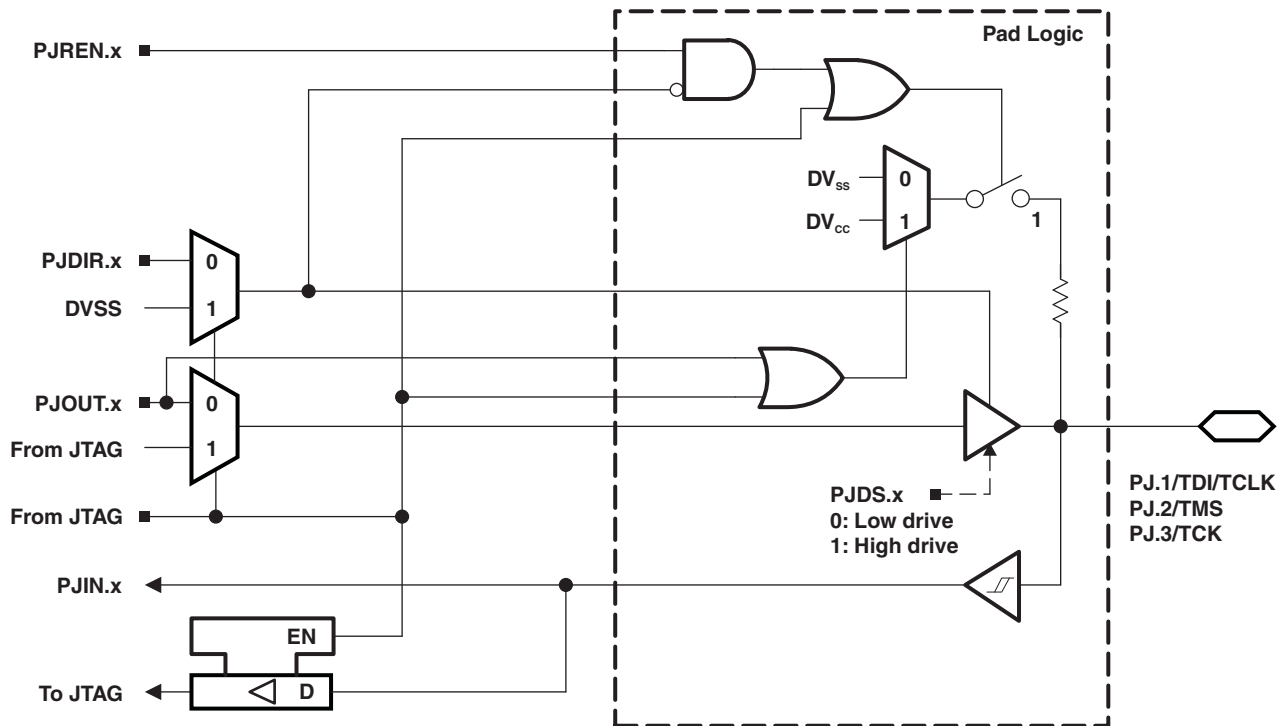 Pad Logic
PJREN.x
DVss
0
DVcc
1
1
PJDIR.x
0
DVSS
1
PJOUT.x
0
From JTAG
1
From JTAG
PJDS.x
0: Low drive
1: High drive
PJ.1/TDI/TCLK
PJ.2/TMS
PJ.3/TCK
PJIN.x
EN
To JTAG
D